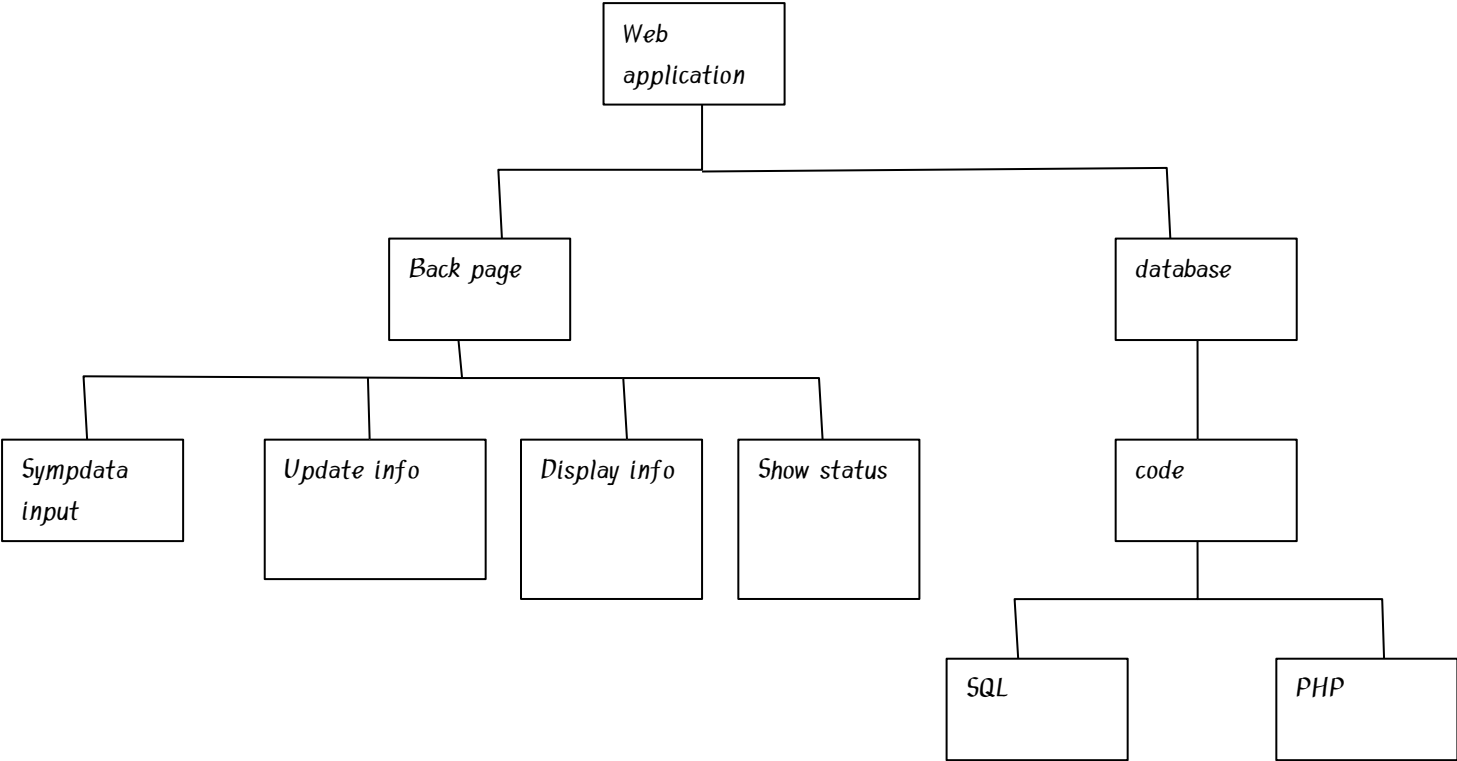 Web
application
Back page
database
Sympdata
input
Update info
Display info
Show status
code
SQL
PHP